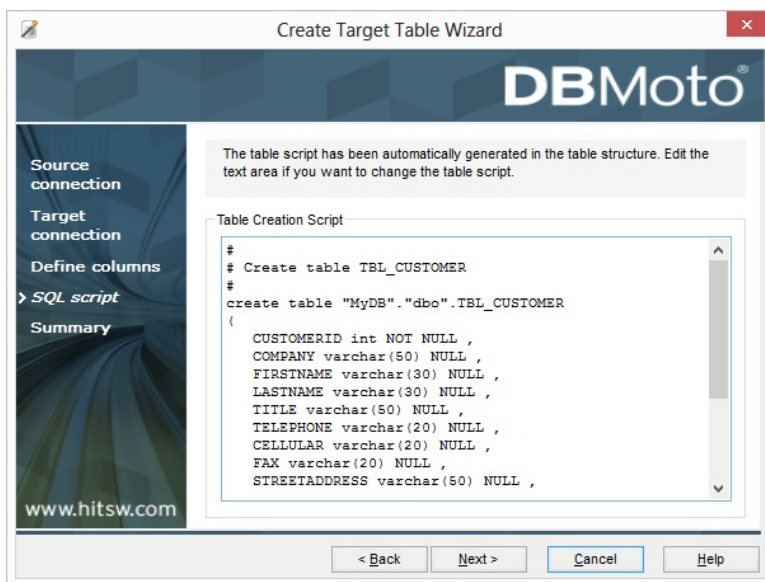 Create Target Table Wizard
DBMoto®
Source
connection
Target
connection
Define columns
> SQL script
Summary
www.hitsw.com
The table script has been automatically generated in the table structure. Edit the
text area if you want to change the table script.
Table Creation Script
#
# Create table TBL_CUSTOMER
#
create table "MyDB"."dbo".TBL_CUSTOMER
(
CUSTOMERID int NOT NULL ,
COMPANY varchar(50) NULL ,
FIRSTNAME varchar(30) NULL ,
LASTNAME varchar(30) NULL ,
TITLE varchar(50) NULL ,
TELEPHONE varchar(20) NULL ,
CELLULAR varchar(20) NULL ,
FAX varchar(20) NULL ,
STREETADDRESS varchar(50) NULL ,
< Back
Next >
Cancel
Help